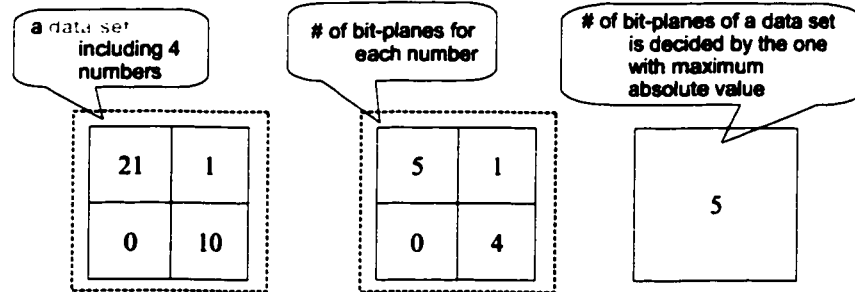 a data set
including 4
numbers
# of bit-planes for
each number
# of bit-planes of a data set
is decided by the one
with maximum
absolute value
21 1
0 10
5 1
0 4
5